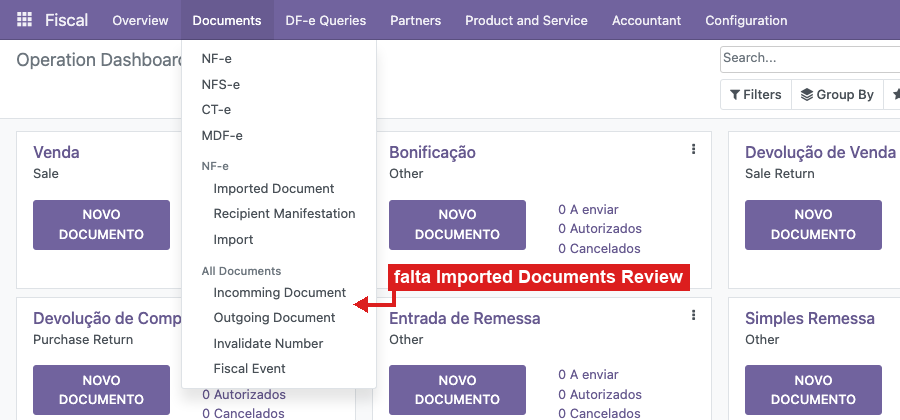 Fiscal Overview Documents DF-e Queries Partners Product and Service Accountant Configuration
Operation Dashboard
Search...
Filters Group By
NF-e
NFS-e
CT-e
MDF-e
NF-e
Imported Document
Recipient Manifestation
Import
All Documents
Incomming Document
Outgoing Document
Invalidate Number
Fiscal Event
falta Imported Documents Review
Venda
Sale
NOVO
DOCUMENTO
Bonificação
Other
NOVO
DOCUMENTO
0 A enviar
0 Autorizados
0 Cancelados
Devolução de Venda
Sale Return
NOVO
DOCUMENTO
Devolução de Comp
Purchase Return
NOVO
DOCUMENTO
0 Autorizados
0 Cancelados
Entrada de Remessa
Other
NOVO
DOCUMENTO
0 A enviar
0 Autorizados
0 Cancelados
Simples Remessa
Other
NOVO
DOCUMENTO